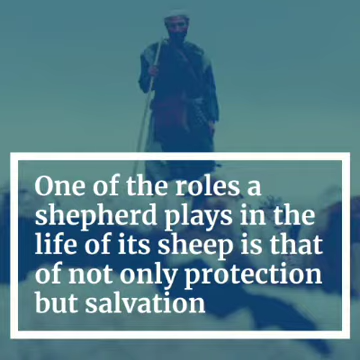 One of the roles a
shepherd plays in the
life of its sheep is that
of not only protection
but salvation